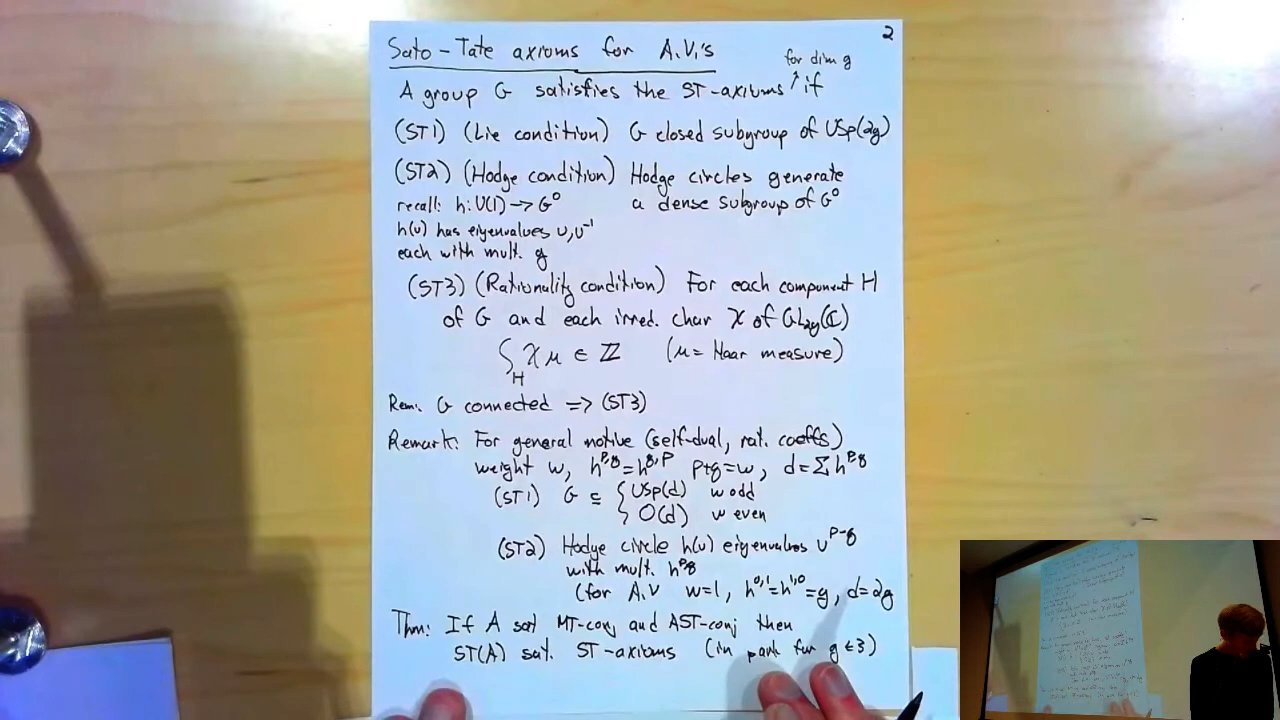 2
Sato-Tate axioms for A.V.'s
for dim g
A group G satisfies the ST-axioms ↑ if
(ST1) (Lie condition) G closed subgroup of USp(2g)
(ST2) (Hodge condition) Hodge circles generate
recall: h: U(1) → G⁰ a dense subgroup of G⁰
h(u) has eigenvalues u, u⁻¹
each with mult. g
(ST3) (Rationality condition) For each component H
of G and each irred. char χ of GL₂g(ℂ)
∫_H χ μ ∈ ℤ (μ = Haar measure)
Rem: G connected => (ST3)
Remark: For general motive (self-dual, rat. coeffs)
weight w, h^{p,q} = h^{q,p} p+q=w, d = Σ h^{p,q}
(ST1) G ⊆ { USp(d) w odd
O(d) w even
(ST2) Hodge circle h(u) eigenvalues u^{p-q}
with mult. h^{p,q}
(for A.V w=1, h^{0,1}=h^{1,0}=g, d=2g
Thm: If A sat MT-conj and AST-conj then
ST(A) sat. ST-axioms (in part for g ≤ 3)